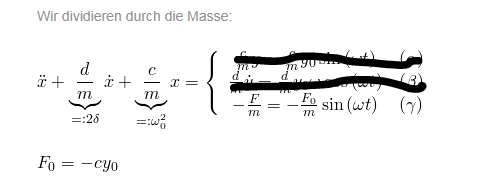 Wir dividieren durch die Masse:
ẍ + d/m ẋ + c/m x = {
=:2δ =:ω₀²
−F/m = −F₀/m sin (ωt) (γ)
F₀ = −cy₀